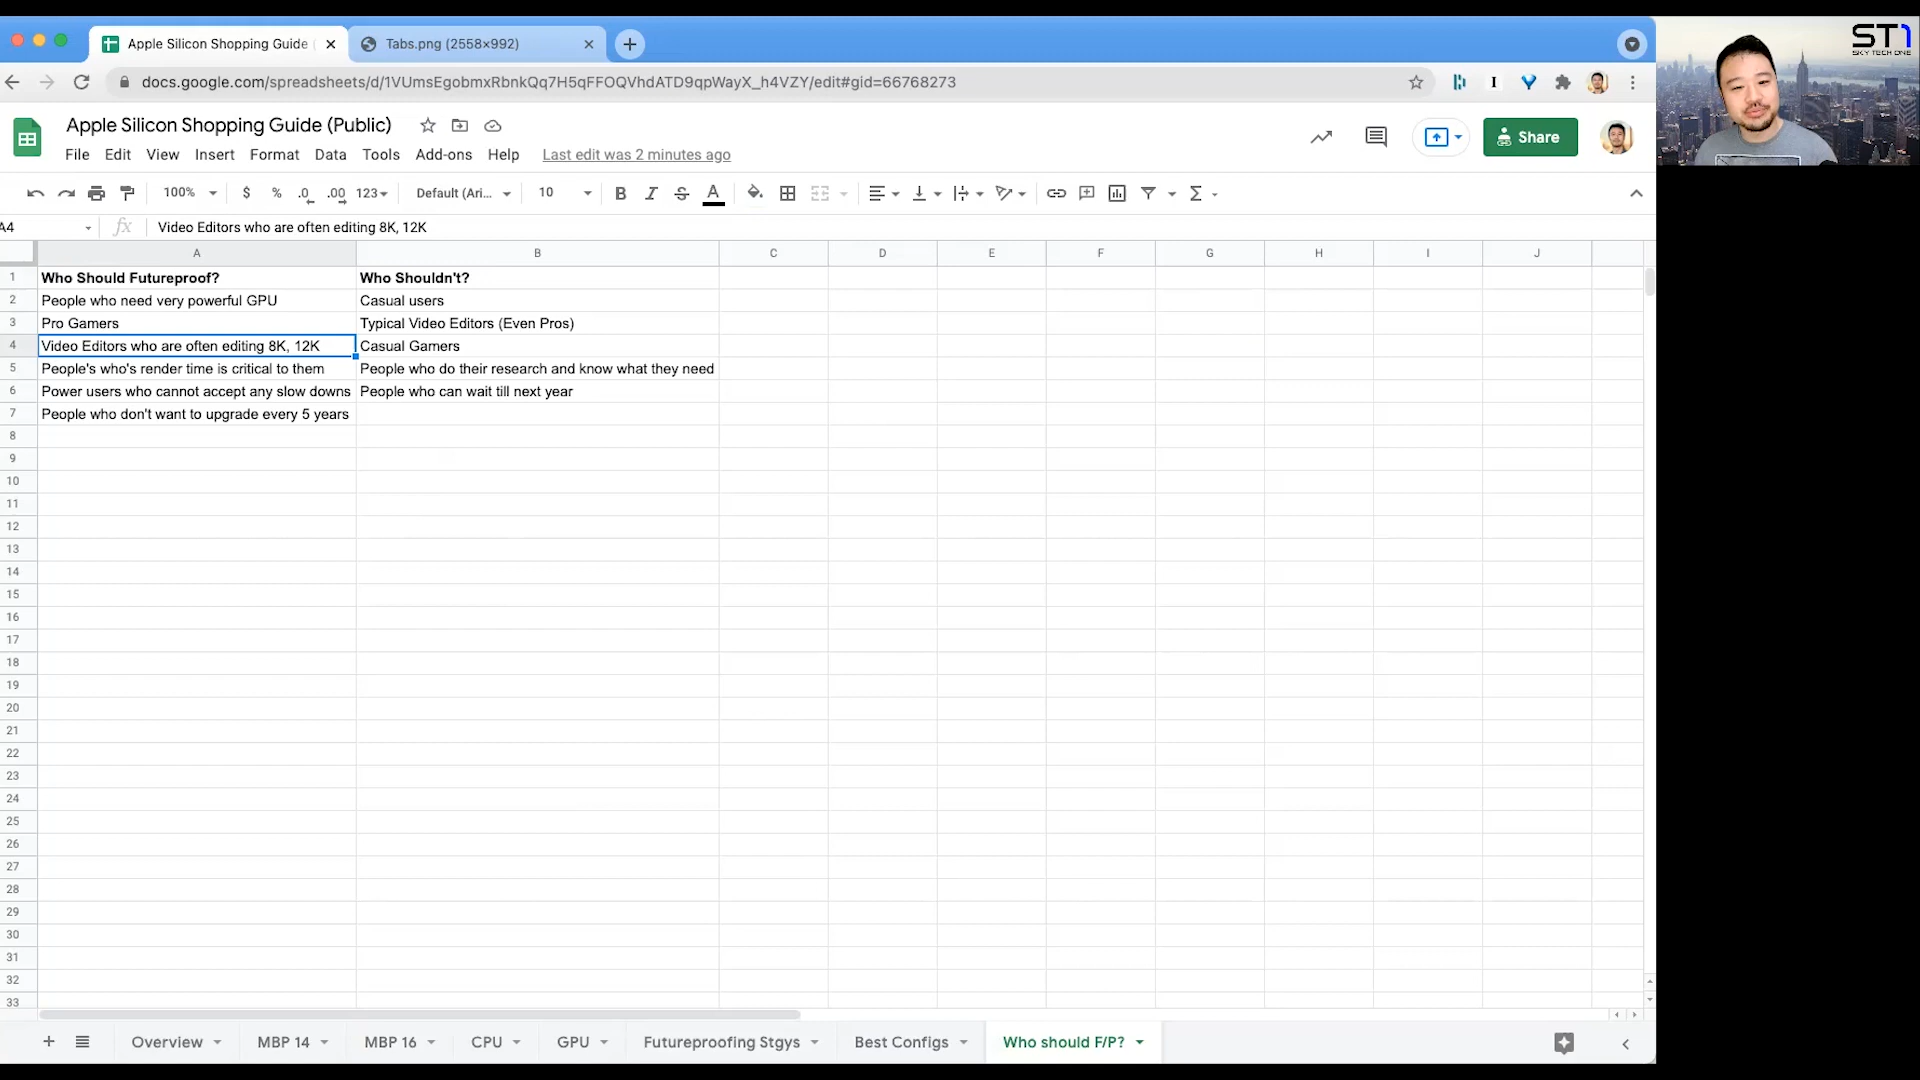 Apple Silicon Shopping Guide (
Tabs.png (2558×992)
docs.google.com/spreadsheets/d/1VUmsEgobmxRbnkQq7H5qFFOQVhdATD9qpWayX_h4VZY/edit#gid=66768273
ST1
SKY TECH ONE
Apple Silicon Shopping Guide (Public)
Share
File Edit View Insert Format Data Tools Add-ons Help Last edit was 2 minutes ago
100% $ % .0 .00 123 Default (Ari... 10 B I S A
A4 fx Video Editors who are often editing 8K, 12K
A B C D E F G H I J
1 Who Should Futureproof? Who Shouldn't?
2 People who need very powerful GPU Casual users
3 Pro Gamers Typical Video Editors (Even Pros)
4 Video Editors who are often editing 8K, 12K Casual Gamers
5 People's who's render time is critical to them People who do their research and know what they need
6 Power users who cannot accept any slow downs People who can wait till next year
7 People who don't want to upgrade every 5 years
8
9
10
11
12
13
14
15
16
17
18
19
20
21
22
23
24
25
26
27
28
29
30
31
32
33
Overview MBP 14 MBP 16 CPU GPU Futureproofing Stgys Best Configs Who should F/P?